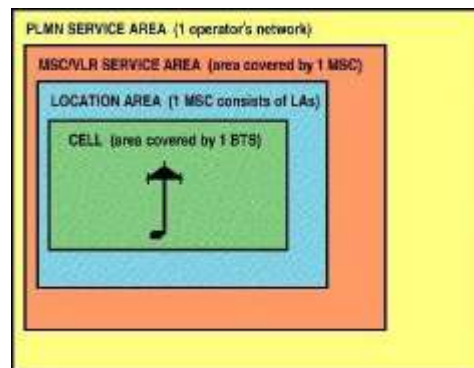 PLMN SERVICE AREA (1 operator's network)
MSC/VLR SERVICE AREA (area covered by 1 MSC)
LOCATION AREA (1 MSC consists of LAs)
CELL (area covered by 1 BTS)